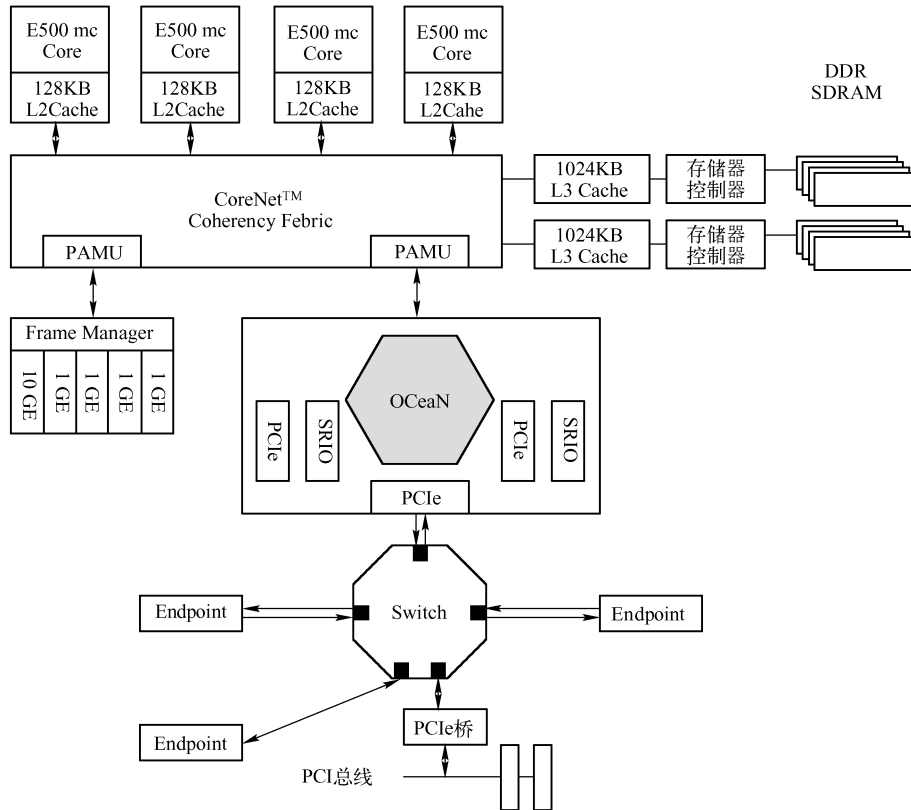 E500 mc
Core
128KB
L2Cache
E500 mc
Core
128KB
L2Cache
E500 mc
Core
128KB
L2Cache
E500 mc
Core
128KB
L2Cahe
DDR
SDRAM
CoreNet™
Coherency Febric
PAMU
PAMU
1024KB
L3 Cache
存储器
控制器
1024KB
L3 Cache
存储器
控制器
Frame Manager
10 GE
1 GE
1 GE
1 GE
1 GE
OCeaN
PCIe
SRIO
PCIe
SRIO
PCIe
Switch
Endpoint
Endpoint
Endpoint
PCIe桥
PCI总线